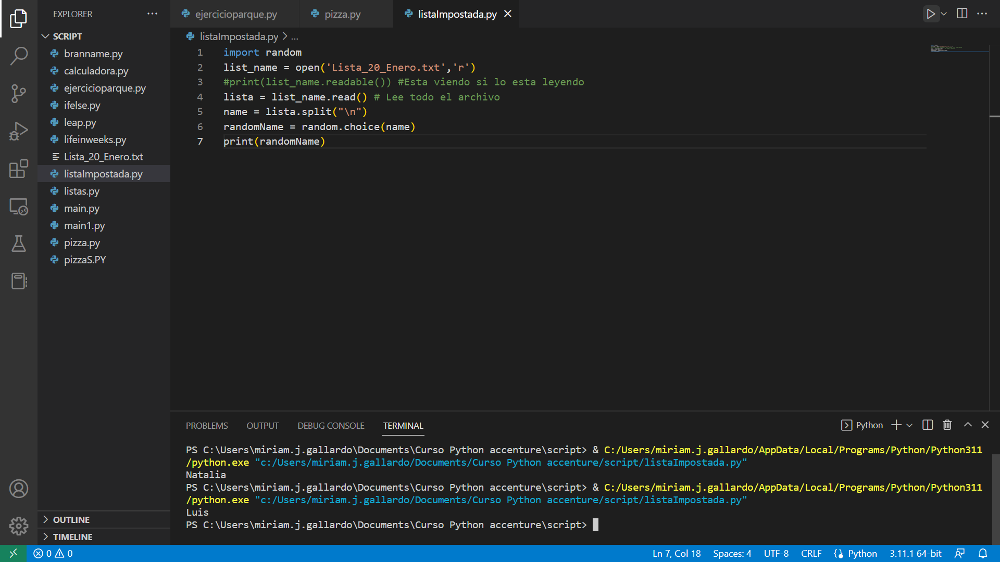 EXPLORER
SCRIPT
branname.py
calculadora.py
ejercicioparque.py
ifelse.py
leap.py
lifeinweeks.py
Lista_20_Enero.txt
listaImpostada.py
listas.py
main.py
main1.py
pizza.py
pizzaS.PY
OUTLINE
TIMELINE
ejercicioparque.py
pizza.py
listaImpostada.py
listaImpostada.py > ...
1 import random
2 list_name = open('Lista_20_Enero.txt','r')
3 #print(list_name.readable()) #Esta viendo si lo esta leyendo
4 lista = list_name.read() # Lee todo el archivo
5 name = lista.split("\n")
6 randomName = random.choice(name)
7 print(randomName)
PROBLEMS OUTPUT DEBUG CONSOLE TERMINAL
Python
PS C:\Users\miriam.j.gallardo\Documents\Curso Python accenture\script> & C:/Users/miriam.j.gallardo/AppData/Local/Programs/Python/Python311
/python.exe "c:/Users/miriam.j.gallardo/Documents/Curso Python accenture/script/listaImpostada.py"
Natalia
PS C:\Users\miriam.j.gallardo\Documents\Curso Python accenture\script> & C:/Users/miriam.j.gallardo/AppData/Local/Programs/Python/Python311
/python.exe "c:/Users/miriam.j.gallardo/Documents/Curso Python accenture/script/listaImpostada.py"
Luis
PS C:\Users\miriam.j.gallardo\Documents\Curso Python accenture\script>
0 0 Ln 7, Col 18 Spaces: 4 UTF-8 CRLF Python 3.11.1 64-bit